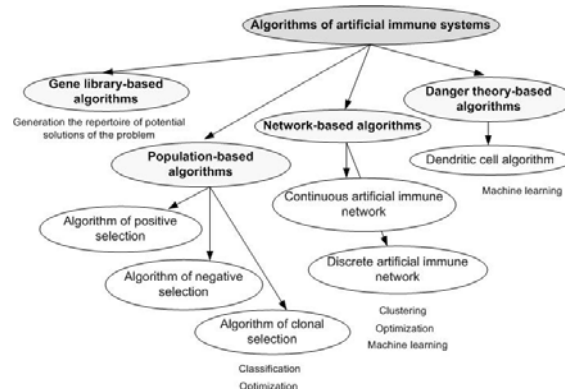 Algorithms of artificial immune systems
Gene library-based
algorithms
Generation the repertoire of potential
solutions of the problem
Danger theory-based
algorithms
Network-based algorithms
Population-based
algorithms
Dendritic cell algorithm
Machine learning
Continuous artificial immune
network
Algorithm of positive
selection
Discrete artificial immune
network
Algorithm of negative
selection
Clustering
Optimization
Machine learning
Algorithm of clonal
selection
Classification
Optimization